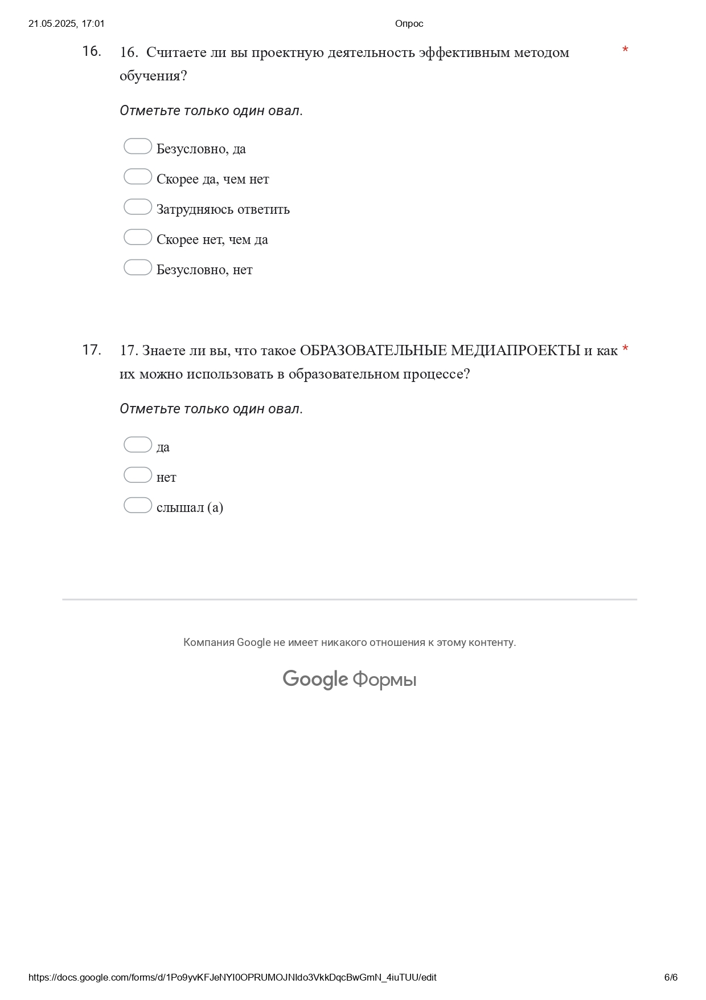 21.05.2025, 17:01 Опрос
16. 16. Считаете ли вы проектную деятельность эффективным методом *
обучения?
Отметьте только один овал.
Безусловно, да
Скорее да, чем нет
Затрудняюсь ответить
Скорее нет, чем да
Безусловно, нет
17. 17. Знаете ли вы, что такое ОБРАЗОВАТЕЛЬНЫЕ МЕДИАПРОЕКТЫ и как *
их можно использовать в образовательном процессе?
Отметьте только один овал.
да
нет
слышал (а)
Компания Google не имеет никакого отношения к этому контенту.
Google Формы
https://docs.google.com/forms/d/1Po9yvKFJeNYI0OPRUMOJNIdo3VkkDqcBwGmN_4iuTUU/edit 6/6